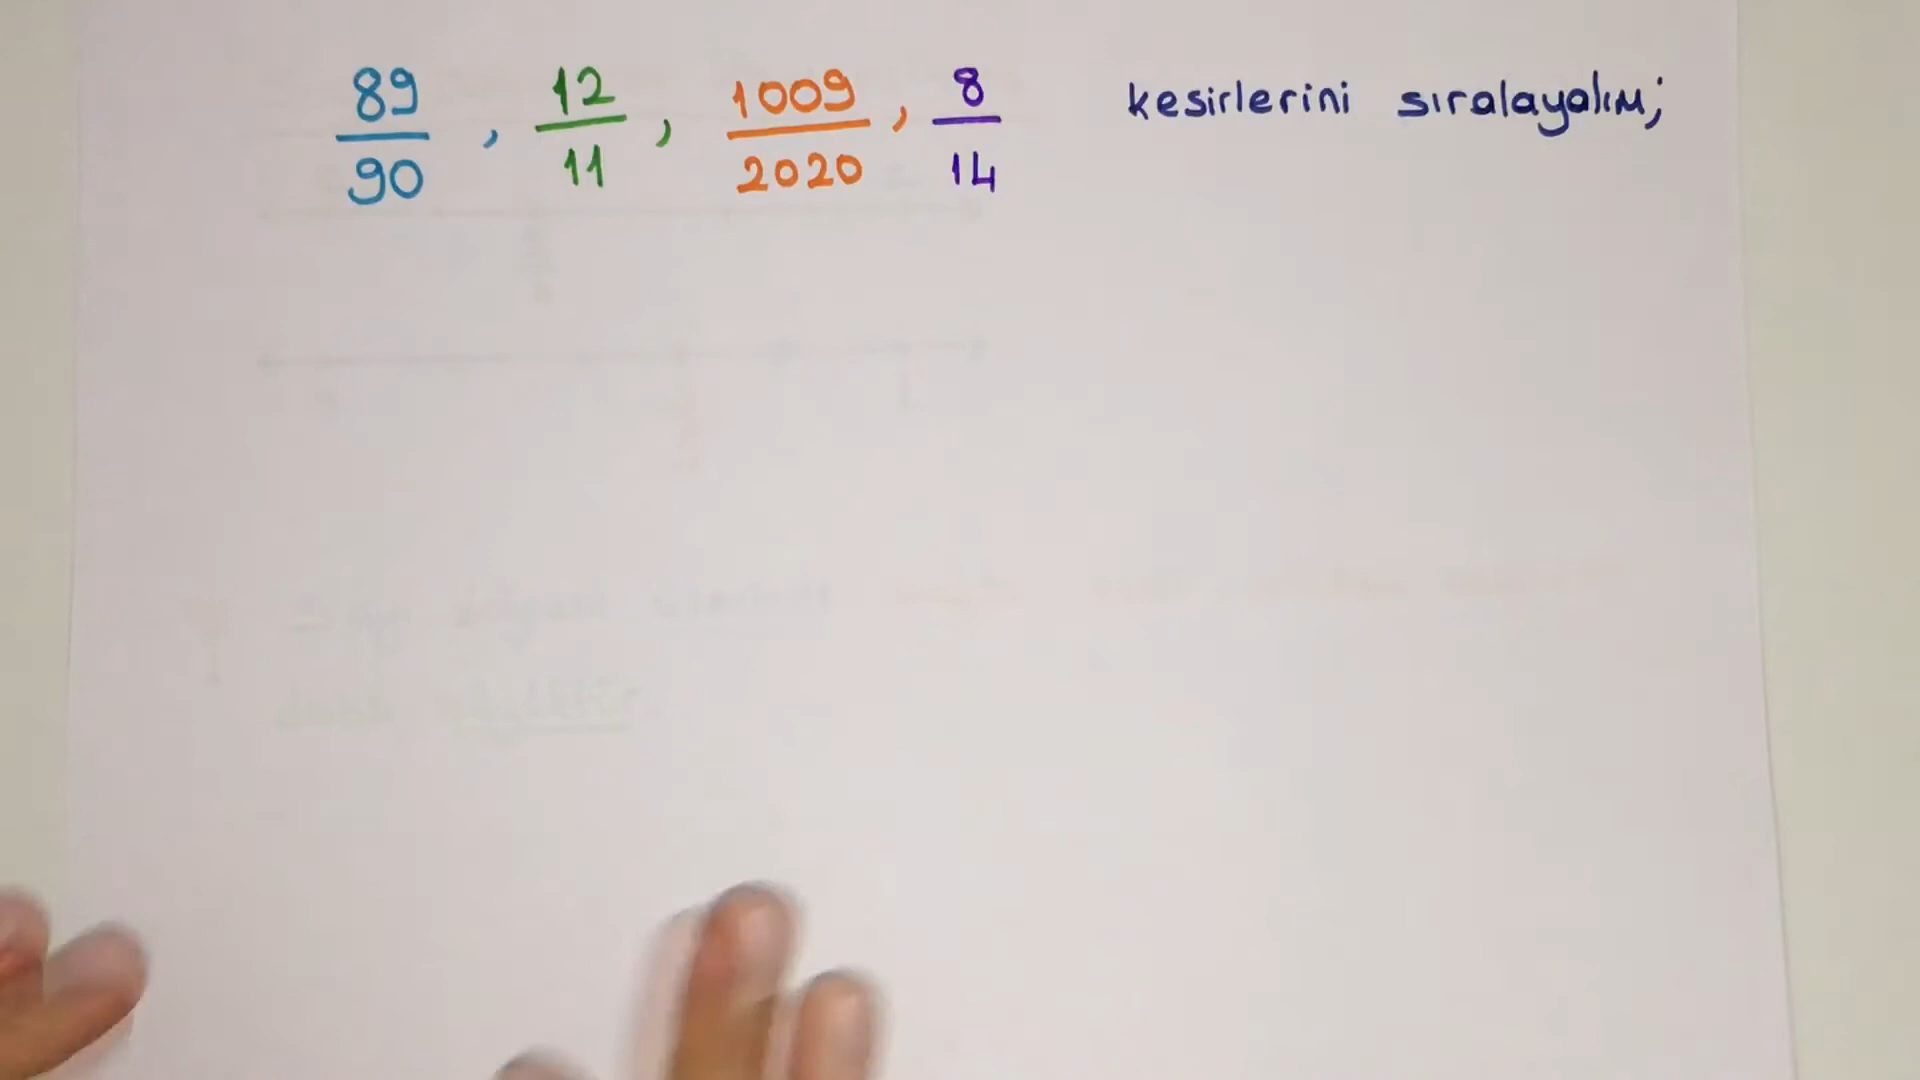 89/90 , 12/11 , 1009/2020 , 8/14 kesirlerini sıralayalım;